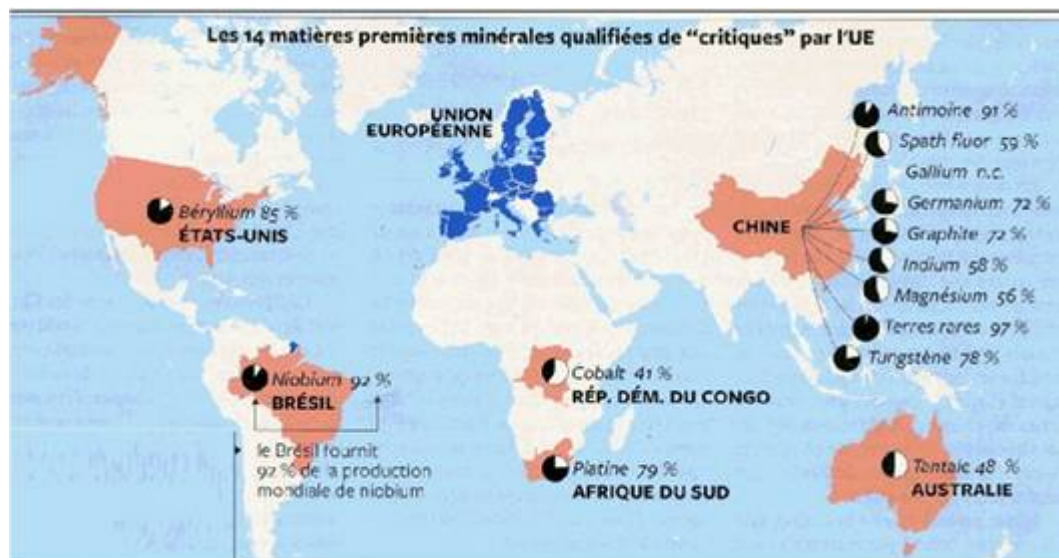 Les 14 matières premières minérales qualifiées de "critiques" par l'UE
UNION
EUROPÉENNE
Antimoine 91 %
Spath fluor 59 %
Gallium n.c.
Germanium 72 %
Graphite 72 %
Indium 58 %
Magnésium 56 %
Terres rares 97 %
Tungstène 78 %
CHINE
Béryllium 85 %
ÉTATS-UNIS
Niobium 92 %
BRÉSIL
le Brésil fournit
92 % de la production
mondiale de niobium
Cobalt 41 %
RÉP. DÉM. DU CONGO
Platine 79 %
AFRIQUE DU SUD
Tantale 48 %
AUSTRALIE